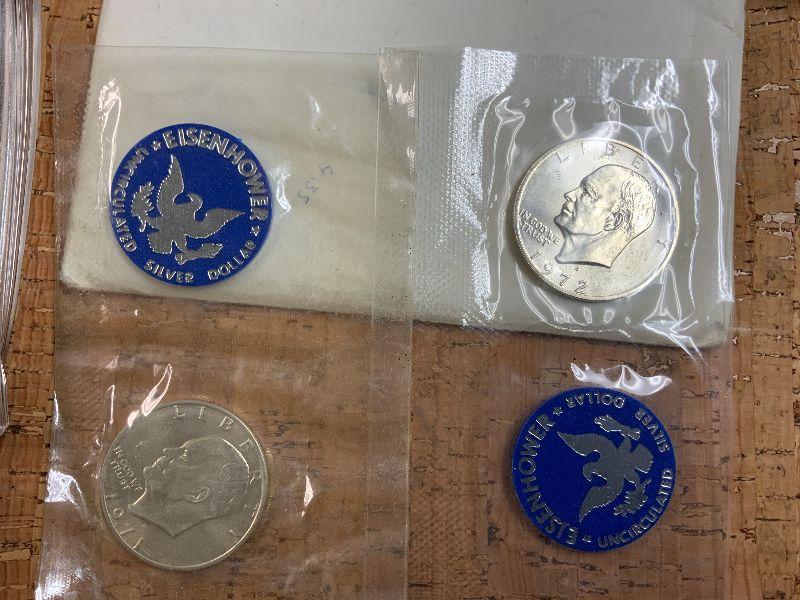 EISENHOWER
UNCIRCULATED
SILVER DOLLAR
LIBERTY
IN GOD WE
TRUST
1972
S
LIBERTY
IN GOD WE
TRUST
1971
EISENHOWER
UNCIRCULATED
SILVER DOLLAR